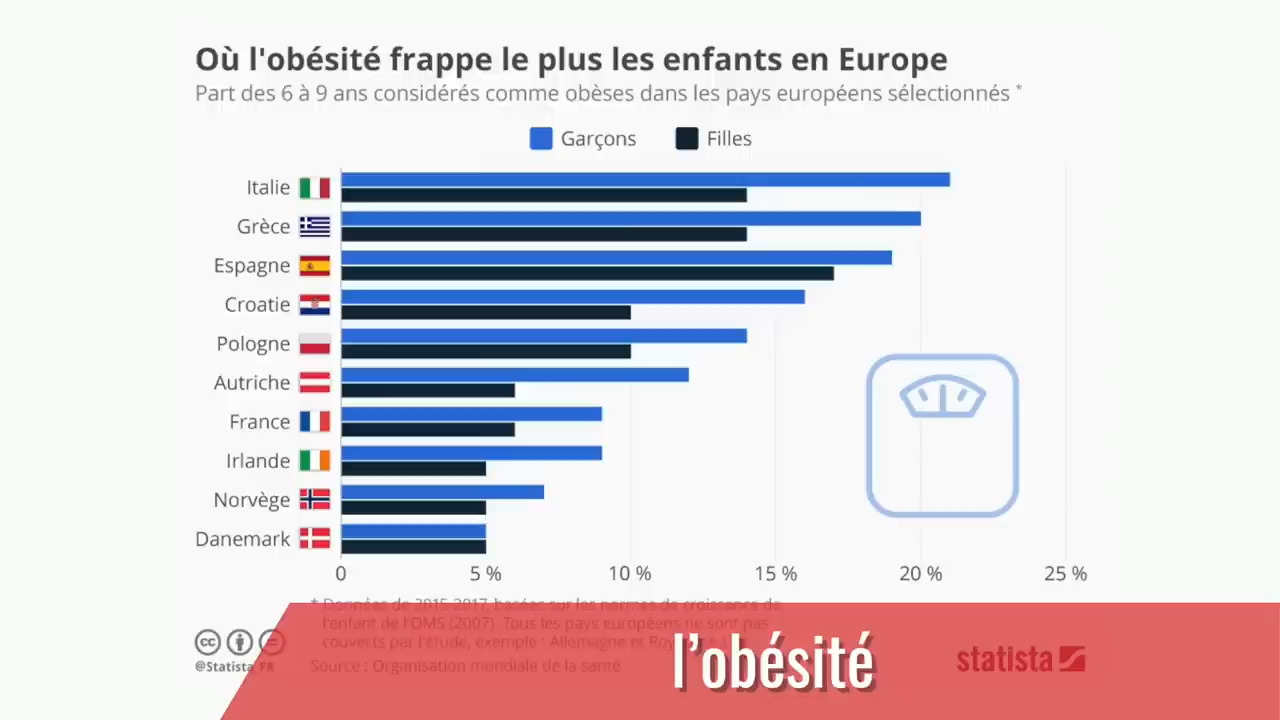 Où l'obésité frappe le plus les enfants en Europe
Part des 6 à 9 ans considérés comme obèses dans les pays européens sélectionnés *
Garçons Filles
Italie
Grèce
Espagne
Croatie
Pologne
Autriche
France
Irlande
Norvège
Danemark
0 5 % 10 % 15 % 20 % 25 %
* Données de 2015-2017, basées sur les normes de croissance de
l'enfant de l'OMS (2007). Tous les pays européens ne sont pas
couverts par l'étude, exemple : Allemagne et
@Statista_FR
Source : Organisation mondiale de la santé
l’obésité
statista